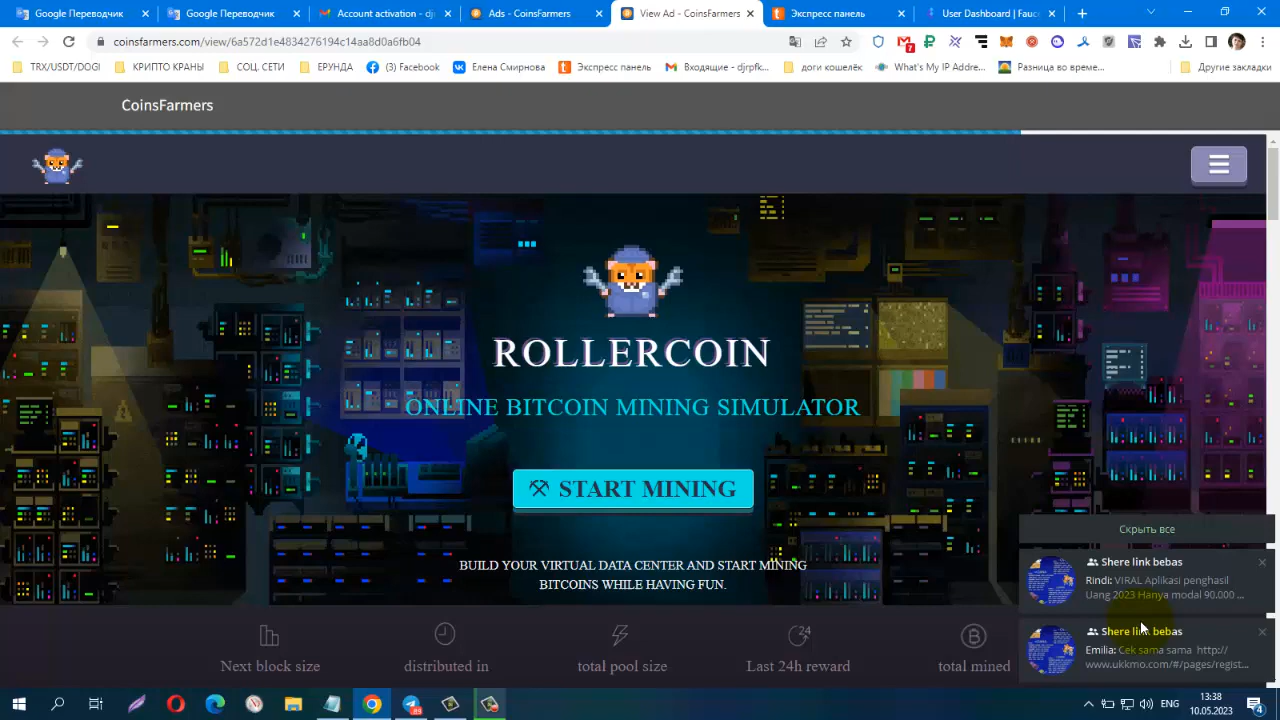 Google Переводчик
Google Переводчик
Account activation - djr
Ads - CoinsFarmers
View Ad - CoinsFarmers
Экспресс панель
User Dashboard | Fauc
coinsfarmers.com/view/6a572d1e4834276194c14aa8d0a6fb04
7
TRX/USDT/DOGI
КРИПТО КРАНЫ
СОЦ. СЕТИ
ЕРУНДА
(3) Facebook
Елена Смирнова
Экспресс панель
Входящие - djrpfk...
доги кошелёк
What's My IP Addre...
Разница во време...
Другие закладки
CoinsFarmers
ROLLERCOIN
ONLINE BITCOIN MINING SIMULATOR
START MINING
BUILD YOUR VIRTUAL DATA CENTER AND START MINING
BITCOINS WHILE HAVING FUN.
Next block size
distributed in
total pool size
24
Last 24h reward
total mined
Скрыть все
Shere link bebas
Rindi: VIRAL Aplikasi penghasil
Uang 2023 Hanya modal
Shere link bebas
Emilia: Cek sama sama http://
www.ukkmix.com/#/pages/regist...
ENG
13:38
10.05.2023
4